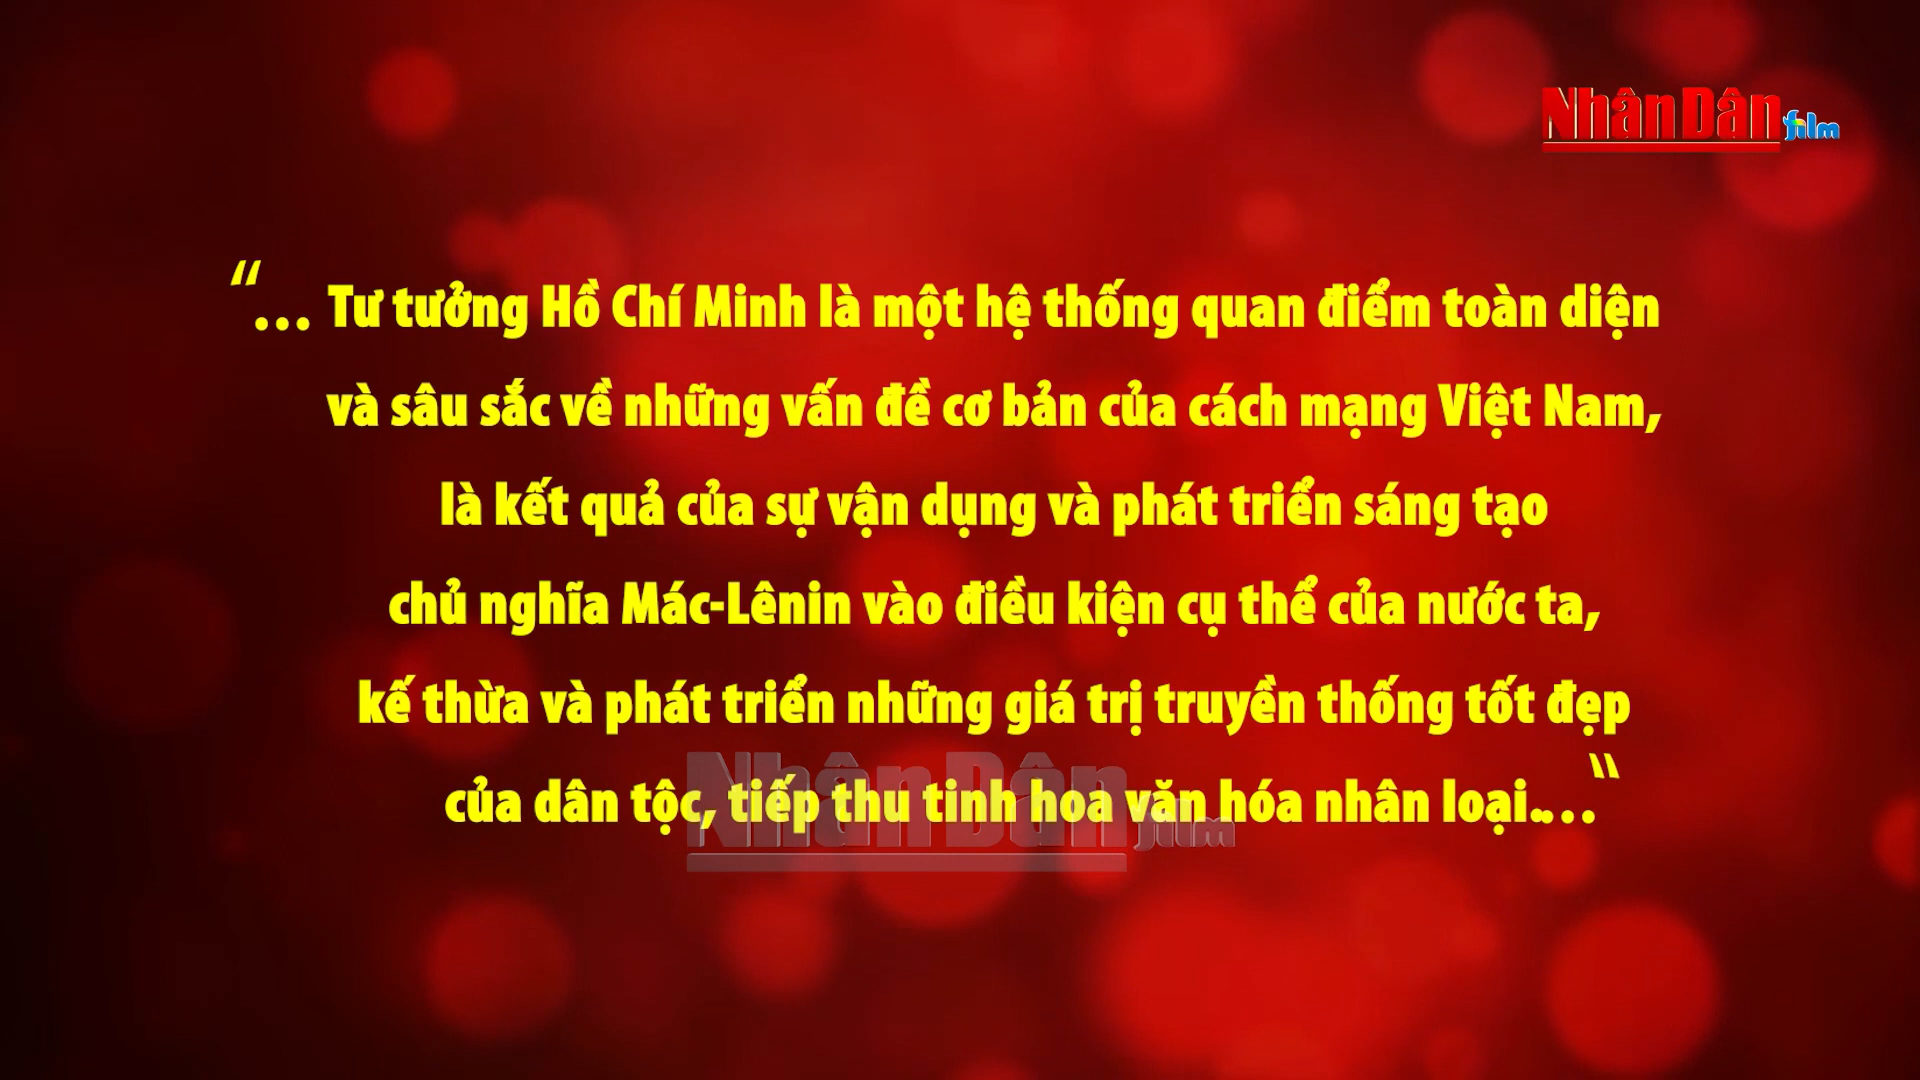 Nhân Dân film
“… Tư tưởng Hồ Chí Minh là một hệ thống quan điểm toàn diện
và sâu sắc về những vấn đề cơ bản của cách mạng Việt Nam,
là kết quả của sự vận dụng và phát triển sáng tạo
chủ nghĩa Mác-Lênin vào điều kiện cụ thể của nước ta,
kế thừa và phát triển những giá trị truyền thống tốt đẹp
của dân tộc, tiếp thu tinh hoa văn hóa nhân loại.…“
Nhân Dân film